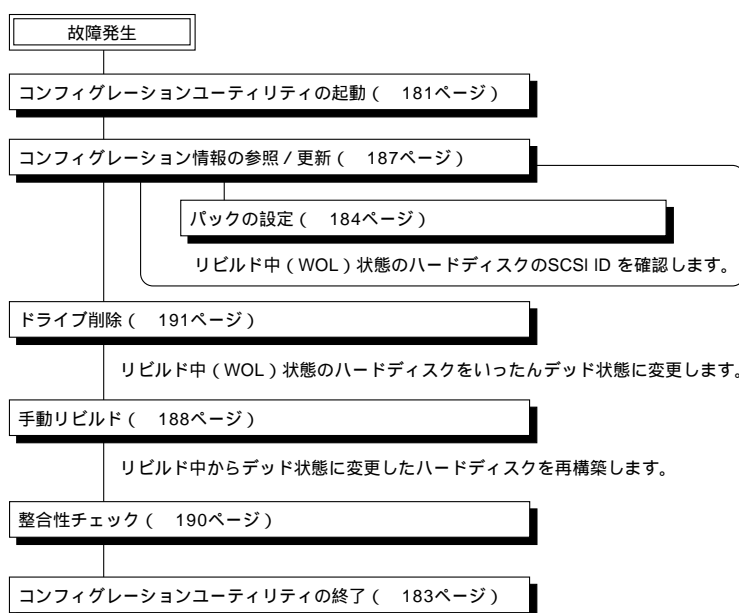 故障発生
コンフィグレーションユーティリティの起動（　181ページ）
コンフィグレーション情報の参照 / 更新（　187ページ）
パックの設定（　184ページ）
リビルド中（WOL）状態のハードディスクのSCSI ID を確認します。
ドライブ削除（　191ページ）
リビルド中（WOL）状態のハードディスクをいったんデッド状態に変更します。
手動リビルド（　188ページ）
リビルド中からデッド状態に変更したハードディスクを再構築します。
整合性チェック（　190ページ）
コンフィグレーションユーティリティの終了（　183ページ）